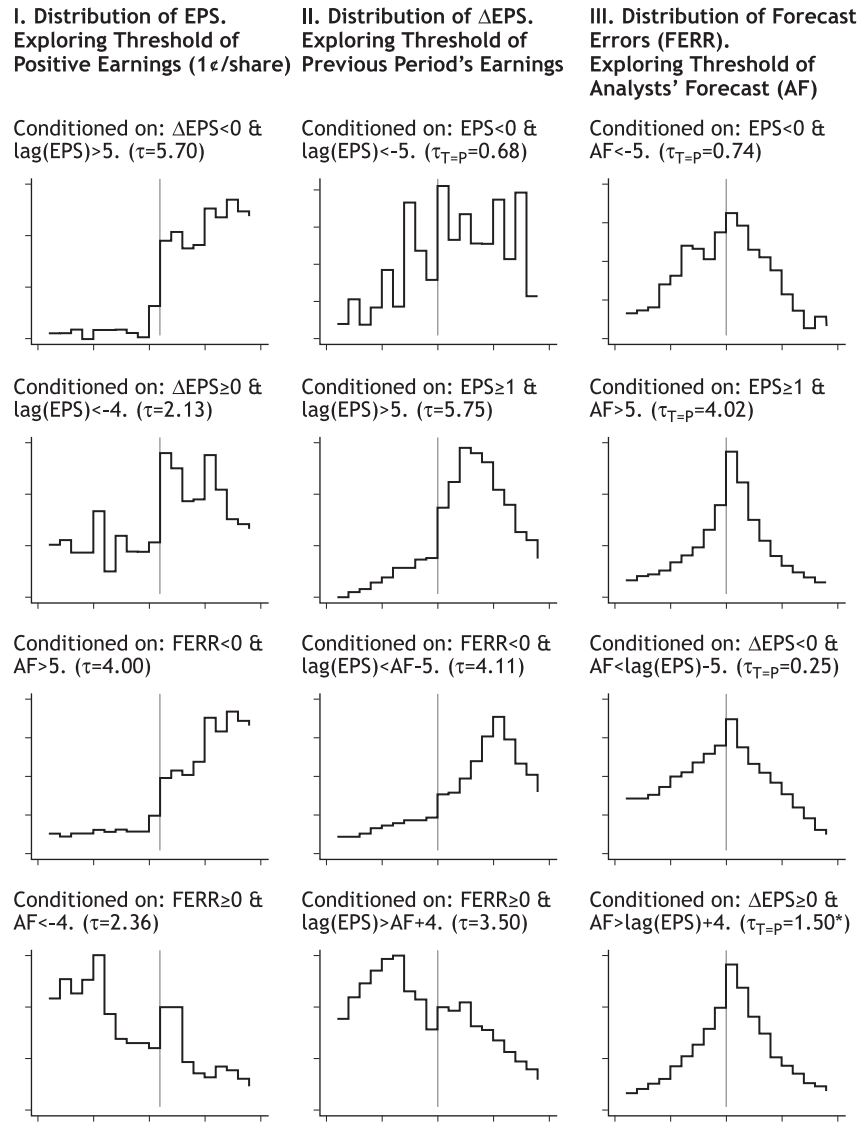 I. Distribution of EPS.
Exploring Threshold of
Positive Earnings (1¢/share)
II. Distribution of ΔEPS.
Exploring Threshold of
Previous Period's Earnings
III. Distribution of Forecast
Errors (FERR).
Exploring Threshold of
Analysts' Forecast (AF)
Conditioned on: ΔEPS<0 &
lag(EPS)>5. (τ=5.70)
Conditioned on: EPS<0 &
lag(EPS)<-5. (τT=P=0.68)
Conditioned on: EPS<0 &
AF<-5. (τT=P=0.74)
Conditioned on: ΔEPS≥0 &
lag(EPS)<-4. (τ=2.13)
Conditioned on: EPS≥1 &
lag(EPS)>5. (τ=5.75)
Conditioned on: EPS≥1 &
AF>5. (τT=P=4.02)
Conditioned on: FERR<0 &
AF>5. (τ=4.00)
Conditioned on: FERR<0 &
lag(EPS)<AF-5. (τ=4.11)
Conditioned on: ΔEPS<0 &
AF<lag(EPS)-5. (τT=P=0.25)
Conditioned on: FERR≥0 &
AF<-4. (τ=2.36)
Conditioned on: FERR≥0 &
lag(EPS)>AF+4. (τ=3.50)
Conditioned on: ΔEPS≥0 &
AF>lag(EPS)+4. (τT=P=1.50*)